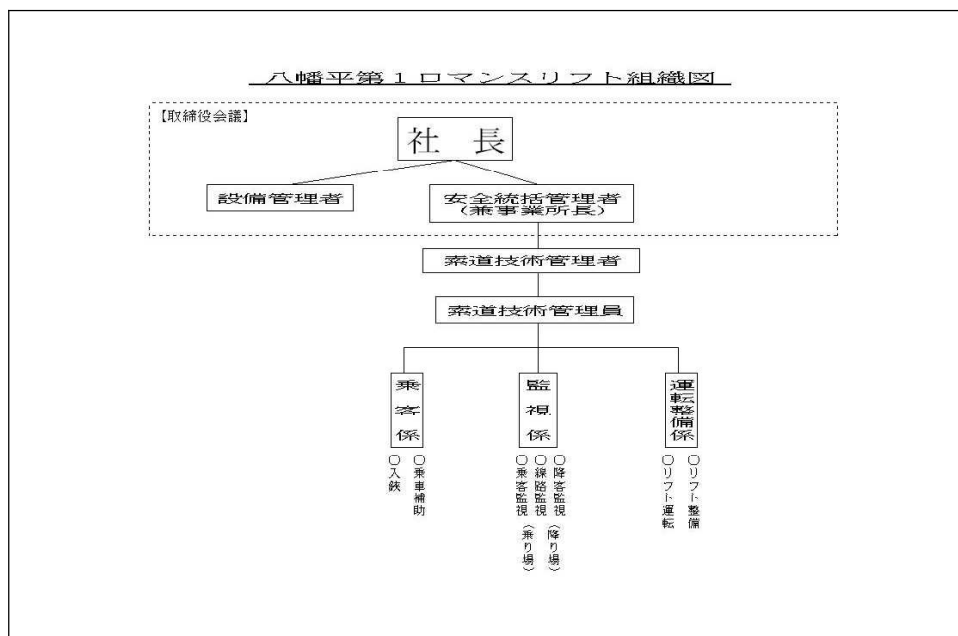 八幡平第１ロマンスリフト組織図
【取締役会議】
社 長
設備管理者
安全統括管理者
(兼事業所長)
索道技術管理者
索道技術管理員
乗客係
監視係
運転整備係
○乗車補助
○入鋏
○降客監視(降り場)
○線路監視
○乗客監視(乗り場)
○リフト整備
○リフト運転